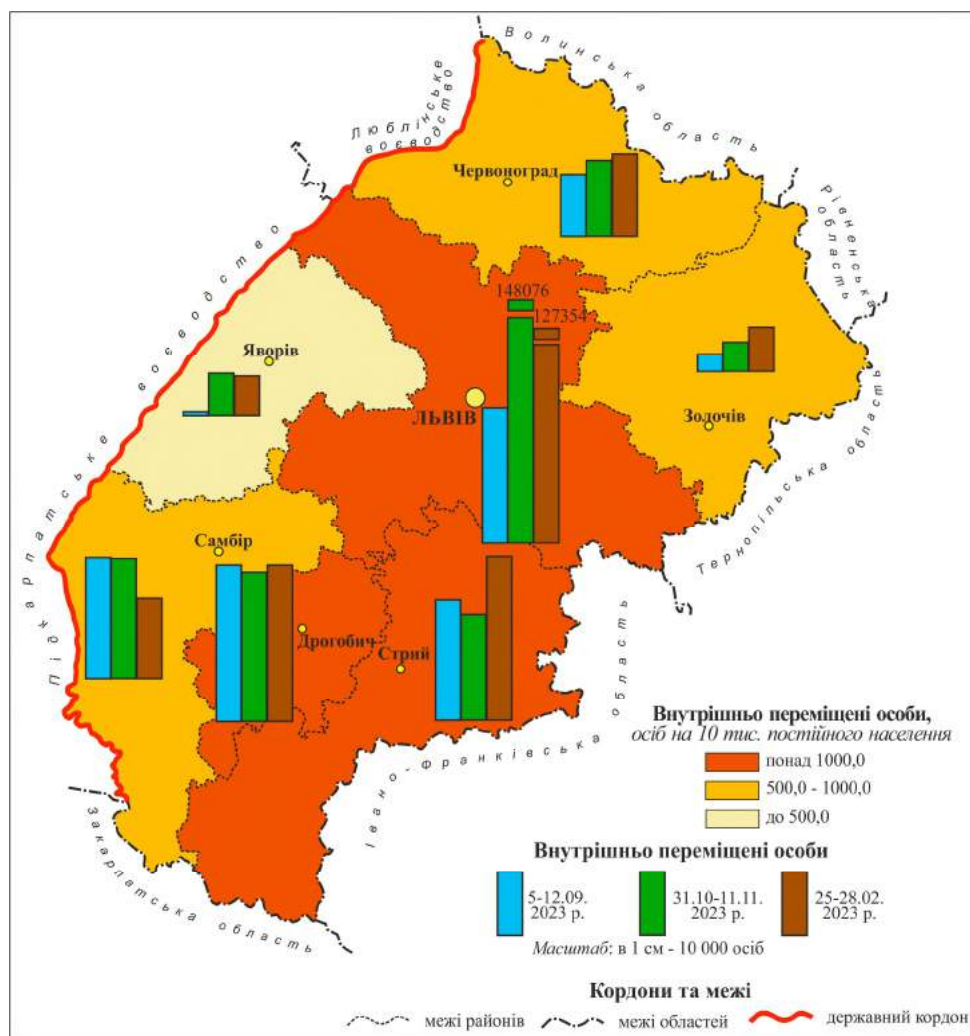 Волинська область
Люблінське
воєводство
Рівненська
область
Червоноград
148076
127354
Яворів
ЛЬВІВ
Золочів
Підкарпатське воєводство
Тернопільська область
Самбір
Дрогобич
Стрий
Івано-Франківська область
Закарпатська область
Внутрішньо переміщені особи,
осіб на 10 тис. постійного населення
понад 1000,0
500,0 - 1000,0
до 500,0
Внутрішньо переміщені особи
5-12.09.
2023 р.
31.10-11.11.
2023 р.
25-28.02.
2023 р.
Масштаб: в 1 см - 10 000 осіб
Кордони та межі
межі районів
межі областей
державний кордон